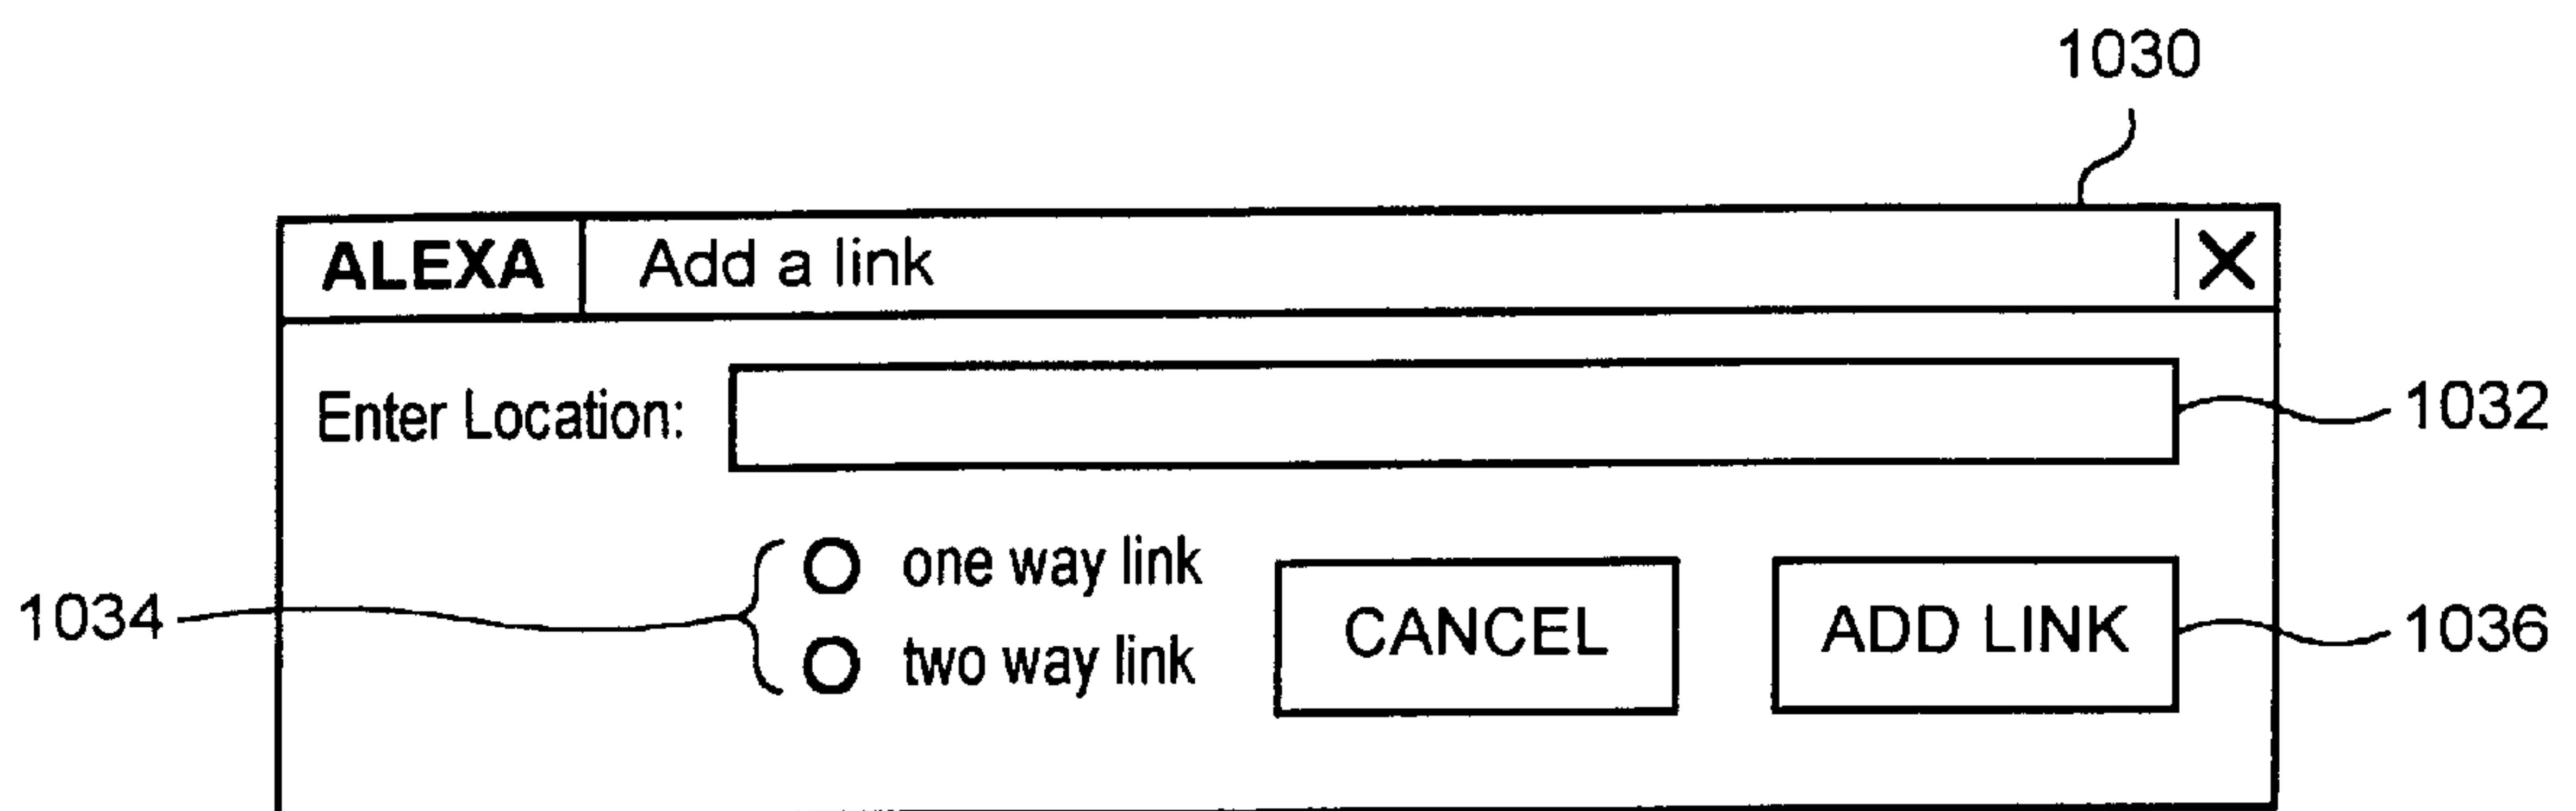 1030
ALEXA Add a link X
Enter Location: 1032
one way link
1034 CANCEL ADD LINK 1036
two way link